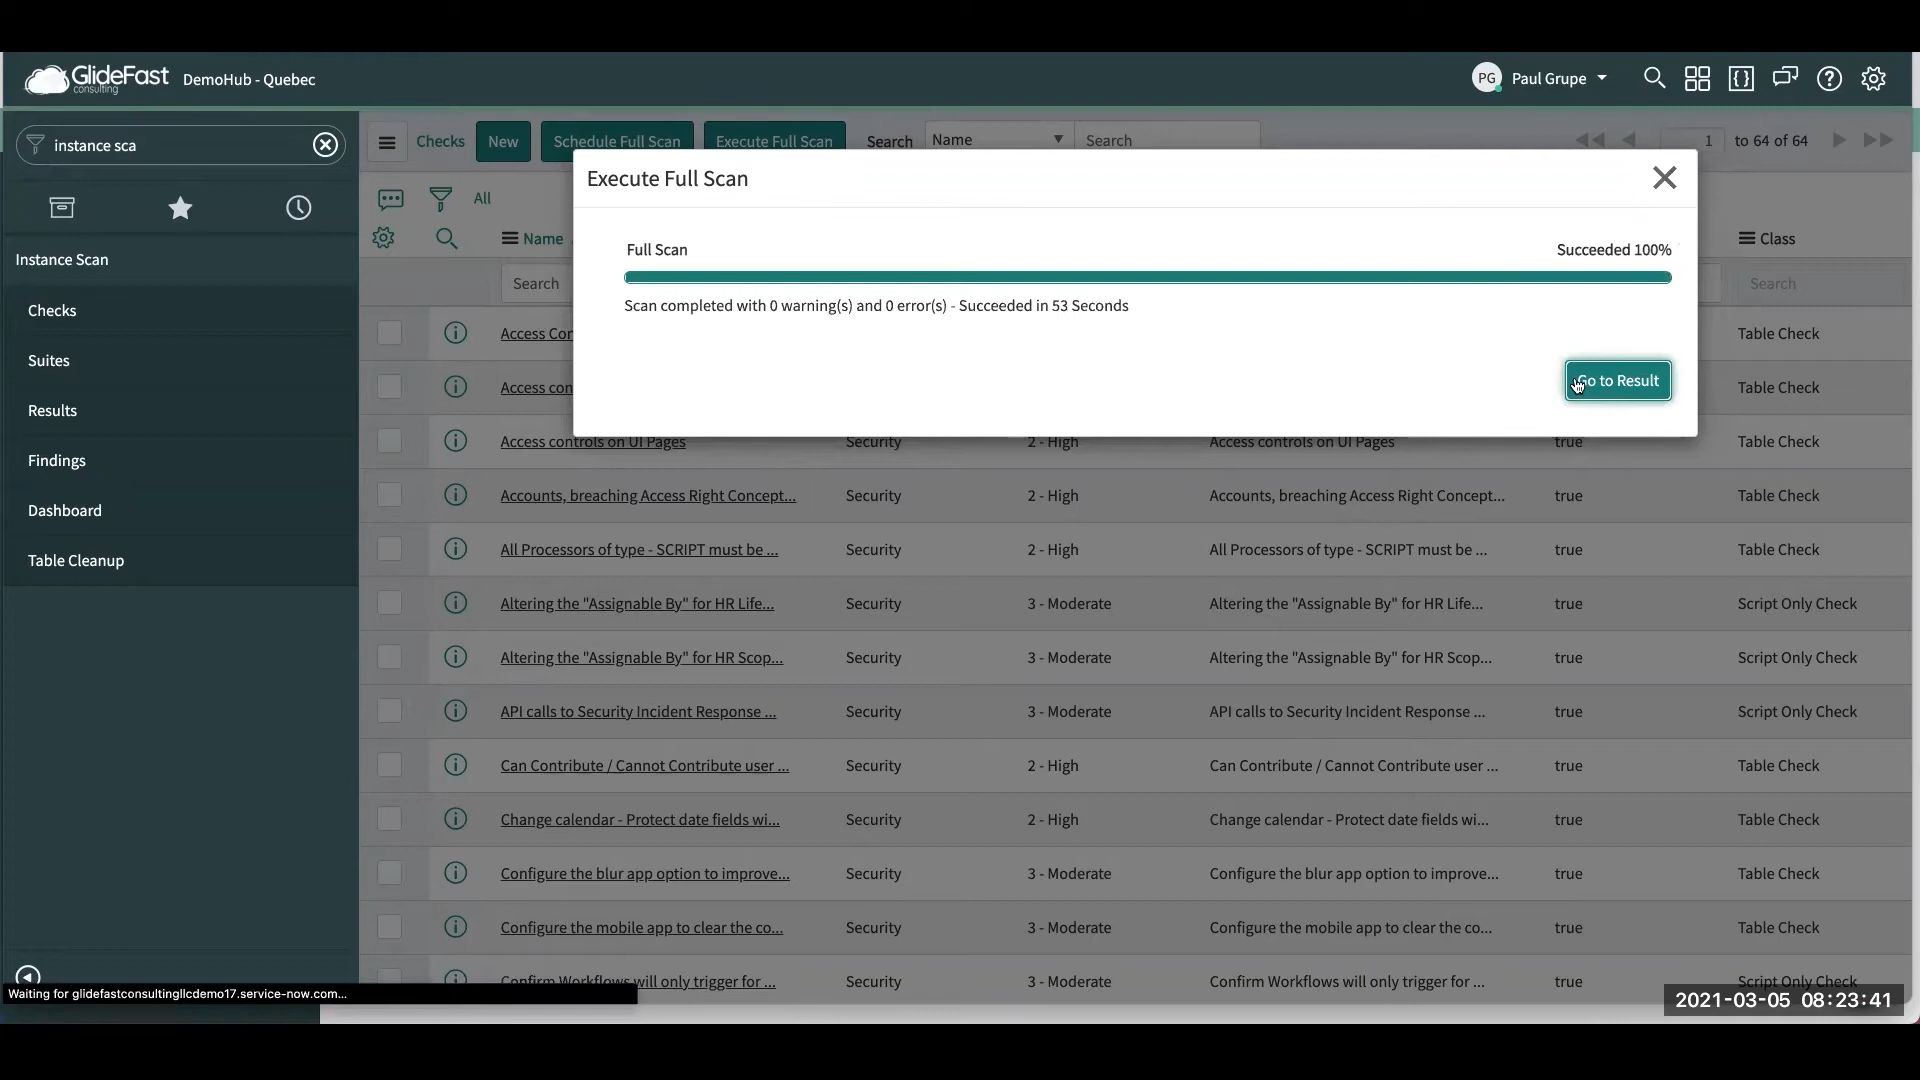 GlideFast
consulting
DemoHub - Quebec
PG Paul Grupe
instance sca
Instance Scan
Checks
Suites
Results
Findings
Dashboard
Table Cleanup
Checks New Schedule Full Scan Execute Full Scan Search Name Search 1 to 64 of 64
All
Name Class
Search Search
Execute Full Scan
Full Scan Succeeded 100%
Scan completed with 0 warning(s) and 0 error(s) - Succeeded in 53 Seconds
Go to Result
Access Con Table Check
Access con Table Check
Access controls on UI Pages Security 2 - High Access controls on UI Pages true Table Check
Accounts, breaching Access Right Concept... Security 2 - High Accounts, breaching Access Right Concept... true Table Check
All Processors of type - SCRIPT must be ... Security 2 - High All Processors of type - SCRIPT must be ... true Table Check
Altering the "Assignable By" for HR Life... Security 3 - Moderate Altering the "Assignable By" for HR Life... true Script Only Check
Altering the "Assignable By" for HR Scop... Security 3 - Moderate Altering the "Assignable By" for HR Scop... true Script Only Check
API calls to Security Incident Response ... Security 3 - Moderate API calls to Security Incident Response ... true Script Only Check
Can Contribute / Cannot Contribute user ... Security 2 - High Can Contribute / Cannot Contribute user ... true Table Check
Change calendar - Protect date fields wi... Security 2 - High Change calendar - Protect date fields wi... true Table Check
Configure the blur app option to improve... Security 3 - Moderate Configure the blur app option to improve... true Table Check
Configure the mobile app to clear the co... Security 3 - Moderate Configure the mobile app to clear the co... true Table Check
Confirm Workflows will only trigger for ... Security 3 - Moderate Confirm Workflows will only trigger for ... true Script Only Check
Waiting for glidefastconsultingllcdemo17.service-now.com...
2021-03-05 08:23:41